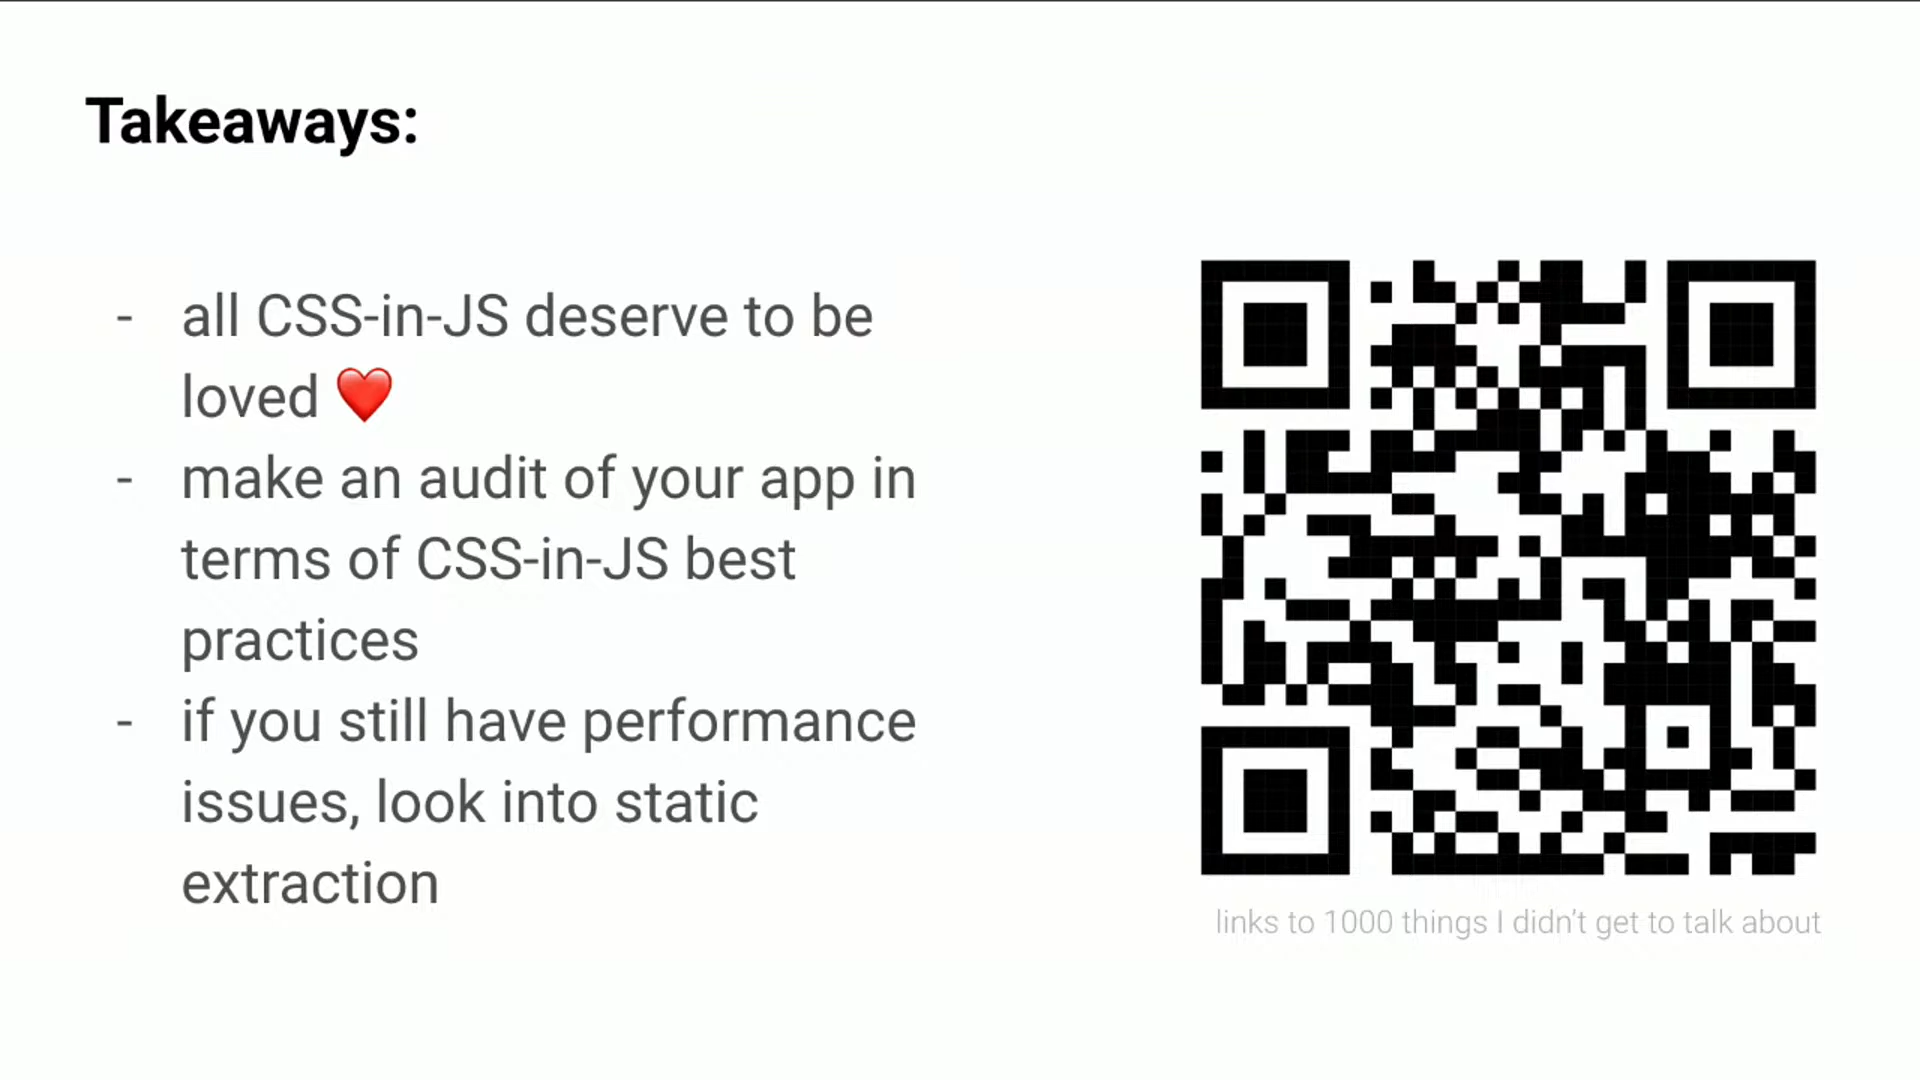 Takeaways:
- all CSS-in-JS deserve to be
loved ❤️
- make an audit of your app in
terms of CSS-in-JS best
practices
- if you still have performance
issues, look into static
extraction
links to 1000 things I didn’t get to talk about